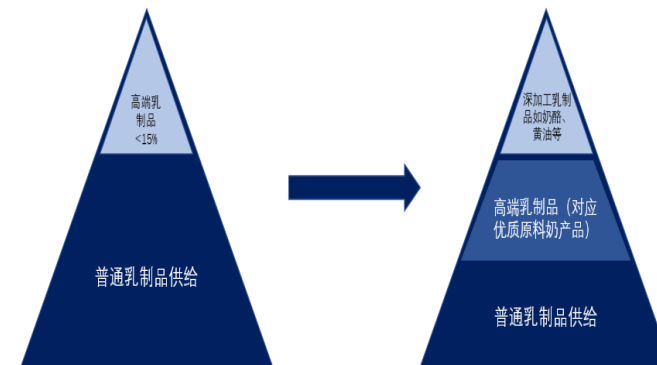 高端乳
制品
<15%
普通乳制品供给
深加工乳制
品如奶酪、
黄油等
高端乳制品（对应
优质原料奶产品）
普通乳制品供给